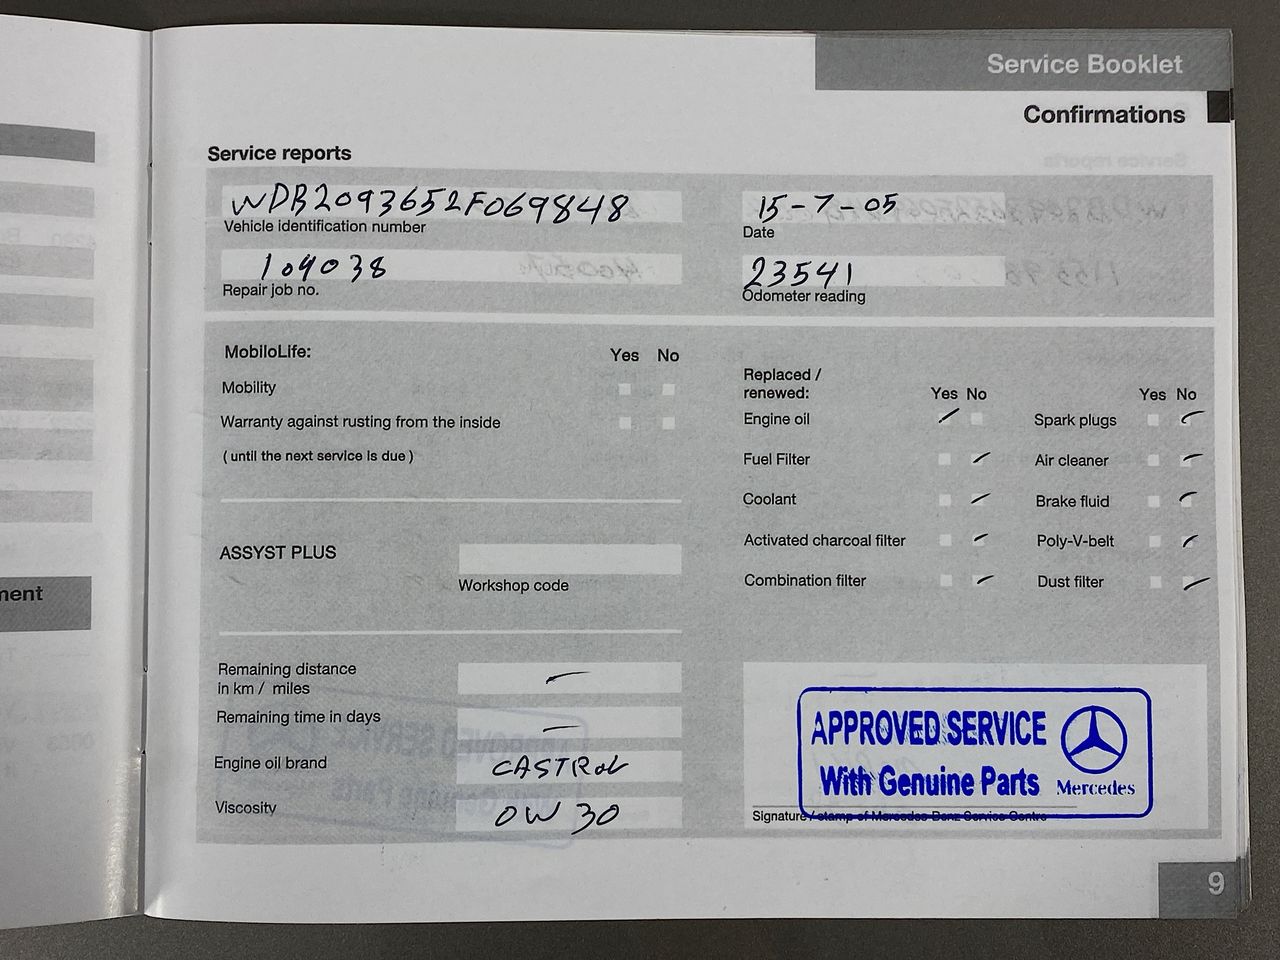 Service Booklet
Confirmations
Service reports
WDB2093652F069848
Vehicle identification number
15-7-05
Date
104038
Repair job no.
23541
Odometer reading
MobiloLife:
Yes No
Mobility
Warranty against rusting from the inside
( until the next service is due )
ASSYST PLUS
Workshop code
Remaining distance
in km / miles
Remaining time in days
Engine oil brand
CASTROL
Viscosity
0W 30
Replaced /
renewed:
Yes No
Engine oil
Fuel Filter
Coolant
Activated charcoal filter
Combination filter
Yes No
Spark plugs
Air cleaner
Brake fluid
Poly-V-belt
Dust filter
APPROVED SERVICE
With Genuine Parts
Mercedes
Signature / stamp of Mercedes-Benz Service Centre
9
ment